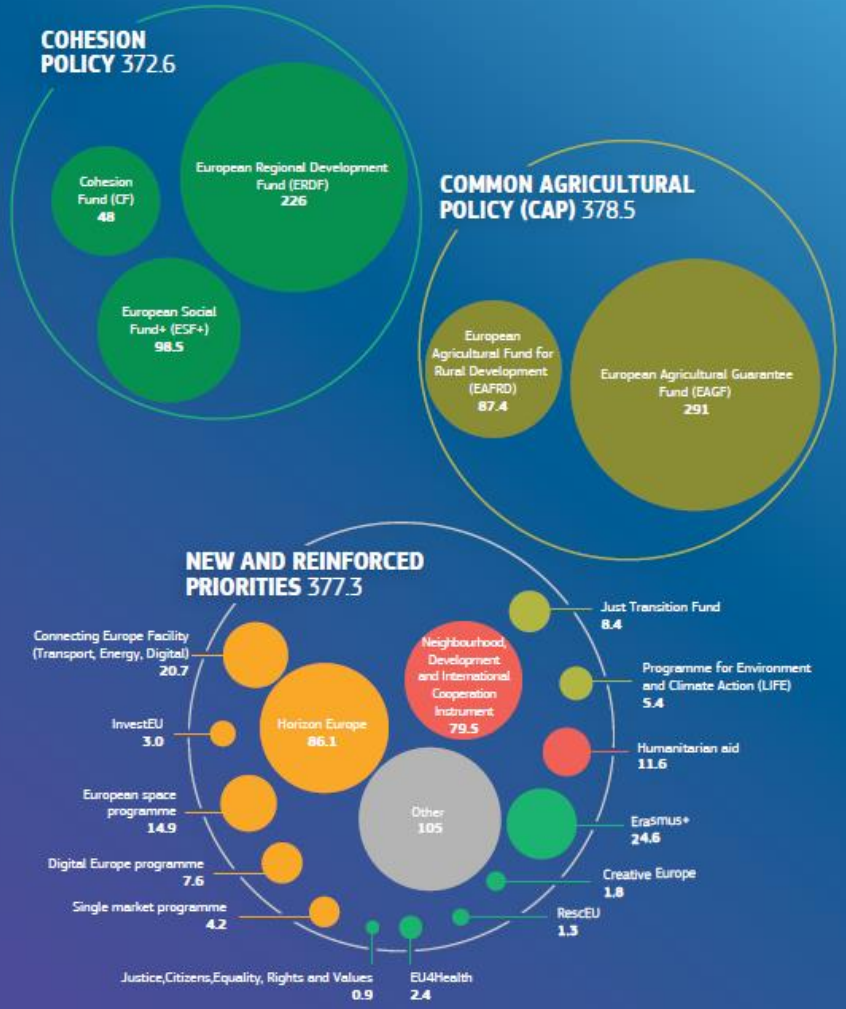 COHESION
POLICY 372.6
European Regional Development
Fund (ERDF)
226
Cohesion
Fund (CF)
48
European Social
Fund+ (ESF+)
98.5
COMMON AGRICULTURAL
POLICY (CAP) 378.5
European
Agricultural Fund for
Rural Development
(EAFRD)
87.4
European Agricultural Guarantee
Fund (EAGF)
291
NEW AND REINFORCED
PRIORITIES 377.3
Connecting Europe Facility
(Transport, Energy, Digital)
20.7
InvestEU
3.0
European space
programme
14.9
Digital Europe programme
7.6
Single market programme
4.2
Justice,Citizens,Equality, Rights and Values
0.9
EU4Health
2.4
Horizon Europe
86.1
Neighbourhood,
Development
and International
Cooperation
Instrument
79.5
Other
105
Just Transition Fund
8.4
Programme for Environment
and Climate Action (LIFE)
5.4
Humanitarian aid
11.6
Erasmus+
24.6
Creative Europe
1.8
RescEU
1.3